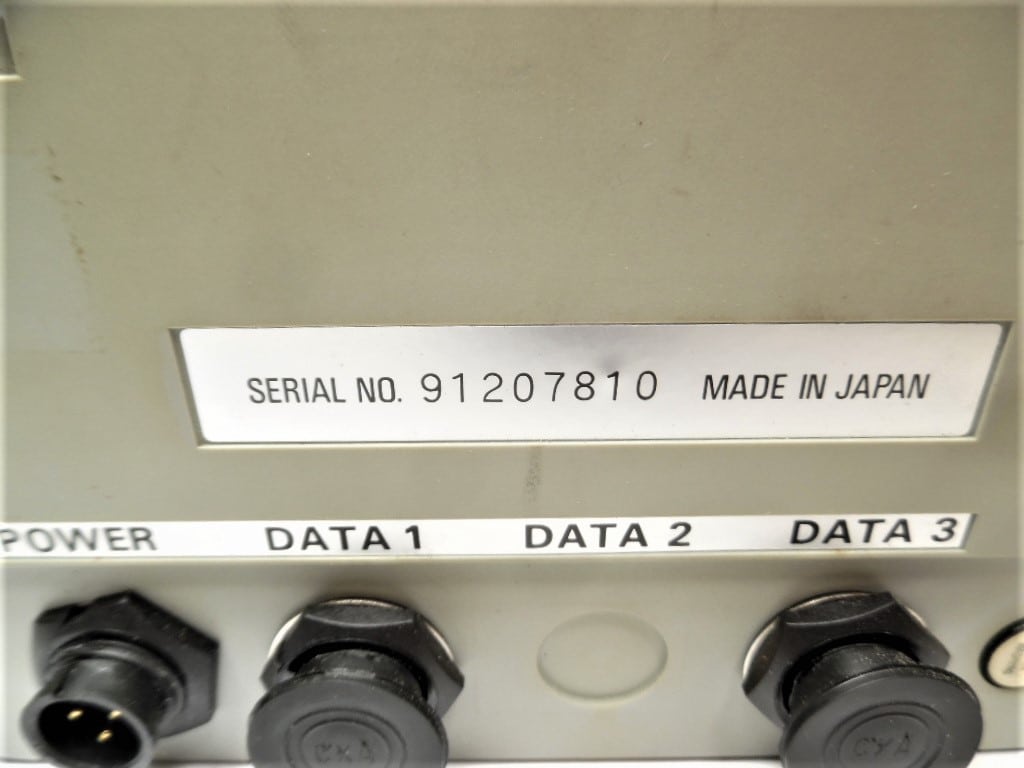 SERIAL NO. 91207810 MADE IN JAPAN
POWER DATA 1 DATA 2 DATA 3